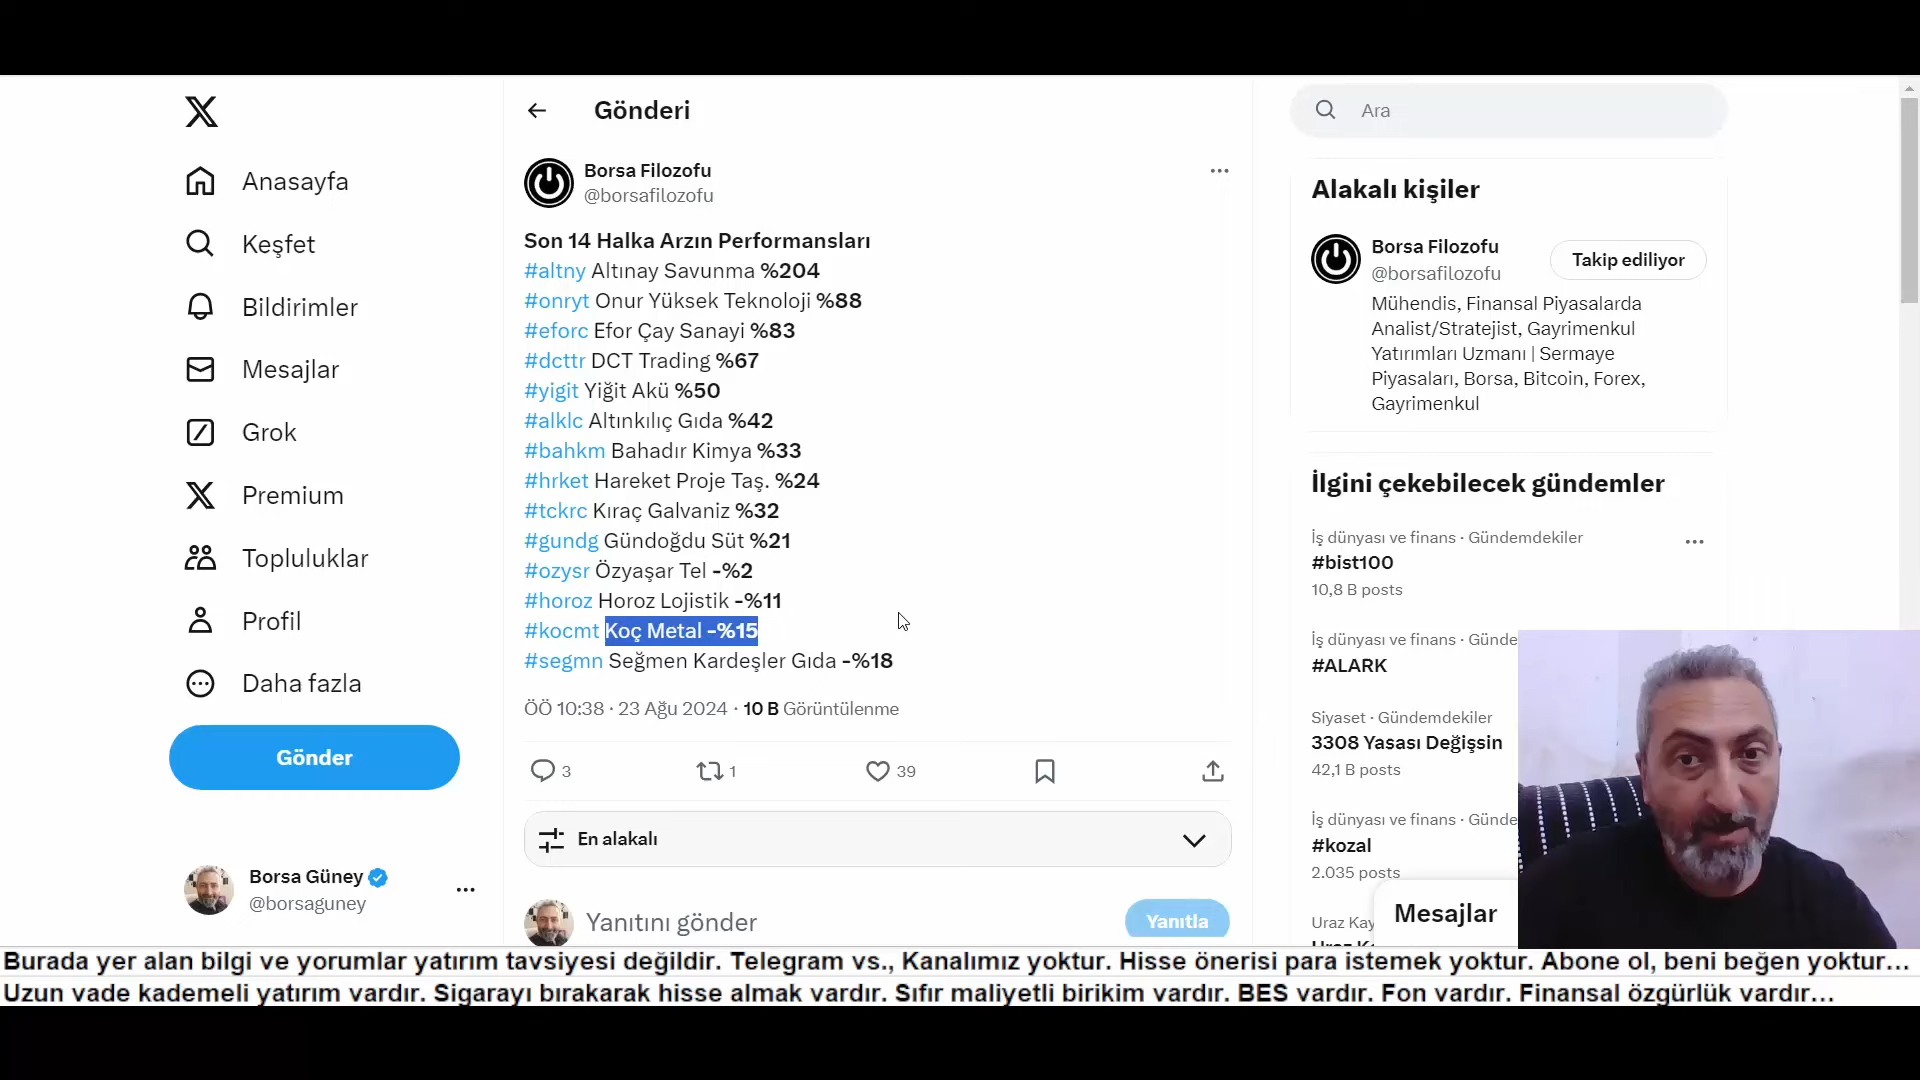 Anasayfa
Keşfet
Bildirimler
Mesajlar
Grok
Premium
Topluluklar
Profil
Daha fazla
Gönder
Borsa Güney
@borsaguney
Gönderi
Borsa Filozofu
@borsafilozofu
Son 14 Halka Arzın Performansları
#altny Altınay Savunma %204
#onryt Onur Yüksek Teknoloji %88
#eforc Efor Çay Sanayi %83
#dcttr DCT Trading %67
#yigit Yiğit Akü %50
#alklc Altınkılıç Gıda %42
#bahkm Bahadır Kimya %33
#hrket Hareket Proje Taş. %24
#tckrc Kıraç Galvaniz %32
#gundg Gündoğdu Süt %21
#ozysr Özyaşar Tel -%2
#horoz Horoz Lojistik -%11
#kocmt Koç Metal -%15
#segmn Seğmen Kardeşler Gıda -%18
ÖÖ 10:38 · 23 Ağu 2024 · 10 B Görüntülenme
3
1
39
En alakalı
Yanıtını gönder
Yanıtla
Ara
Alakalı kişiler
Borsa Filozofu
@borsafilozofu
Takip ediliyor
Mühendis, Finansal Piyasalarda
Analist/Stratejist, Gayrimenkul
Yatırımları Uzmanı | Sermaye
Piyasaları, Borsa, Bitcoin, Forex,
Gayrimenkul
İlgini çekebilecek gündemler
İş dünyası ve finans · Gündemdekiler
#bist100
10,8 B posts
İş dünyası ve finans · Günde
#ALARK
Siyaset · Gündemdekiler
3308 Yasası Değişsin
42,1 B posts
İş dünyası ve finans · Günde
#kozal
2.035 posts
Uraz Kay
Mesajlar
Burada yer alan bilgi ve yorumlar yatırım tavsiyesi değildir. Telegram vs., Kanalımız yoktur. Hisse önerisi para istemek yoktur. Abone ol, beni beğen yoktur...
Uzun vade kademeli yatırım vardır. Sigarayı bırakarak hisse almak vardır. Sıfır maliyetli birikim vardır. BES vardır. Fon vardır. Finansal özgürlük vardır...